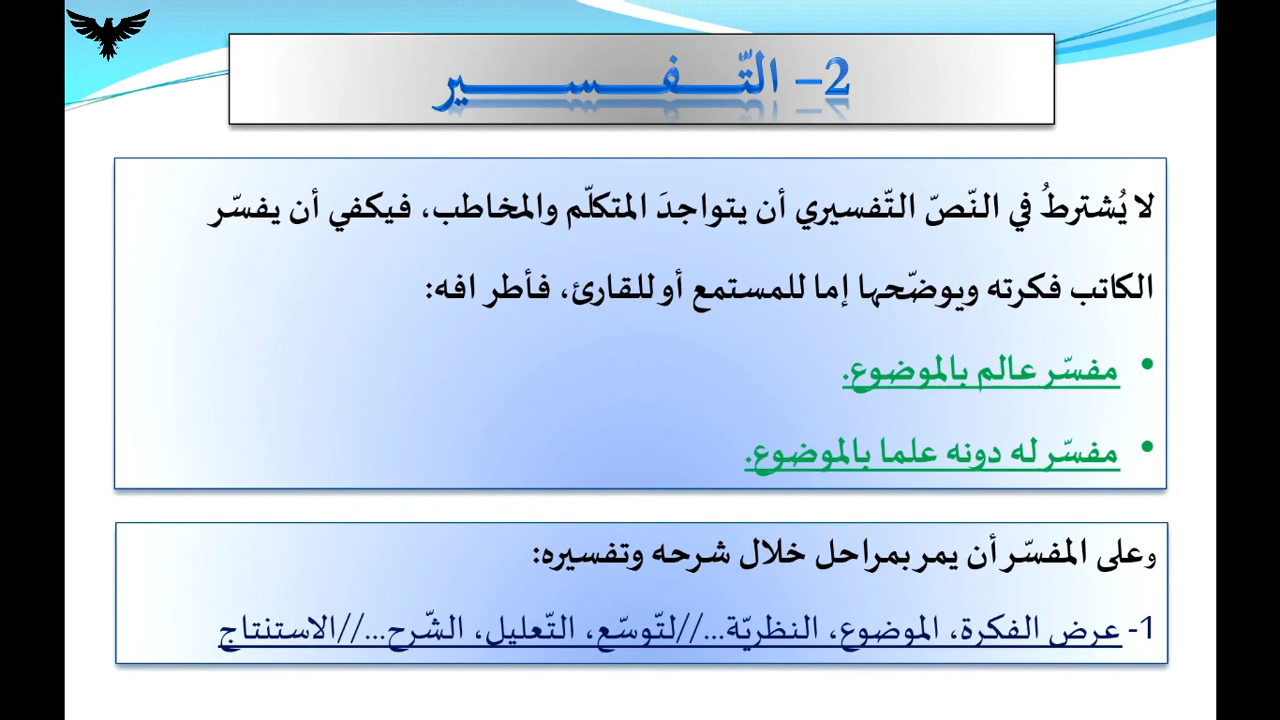 2- التّفسير
لا يُشترطُ في النّصّ التّفسيري أن يتواجدَ المتكلّم والمخاطب، فيكفي أن يفسّر
الكاتب فكرته ويوضّحها إما للمستمع أو للقارئ، فأطر افه:
• مفسّر عالم بالموضوع.
• مفسّر له دونه علما بالموضوع.
وعلى المفسّر أن يمر بمراحل خلال شرحه وتفسيره:
1- عرض الفكرة، الموضوع، النظريّة...//لتّوسّع، التّعليل، الشّرح...//الاستنتاج